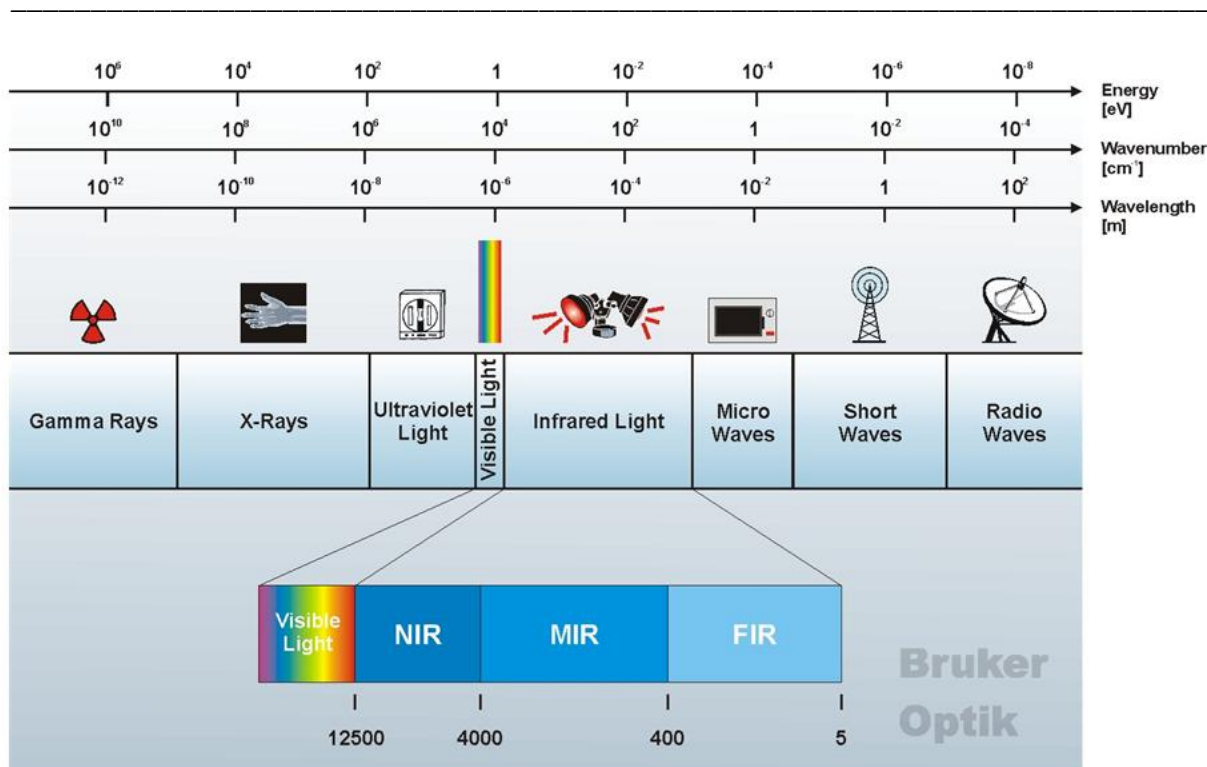 10⁶ 10⁴ 10² 1 10⁻² 10⁻⁴ 10⁻⁶ 10⁻⁸
Energy
[eV]
10¹⁰ 10⁸ 10⁶ 10⁴ 10² 1 10⁻² 10⁻⁴
Wavenumber
[cm⁻¹]
10⁻¹² 10⁻¹⁰ 10⁻⁸ 10⁻⁶ 10⁻⁴ 10⁻² 1 10²
Wavelength
[m]
Gamma Rays
X-Rays
Ultraviolet
Light
Visible Light
Infrared Light
Micro
Waves
Short
Waves
Radio
Waves
Visible
Light
NIR
MIR
FIR
12500 4000 400 5
Bruker
Optik